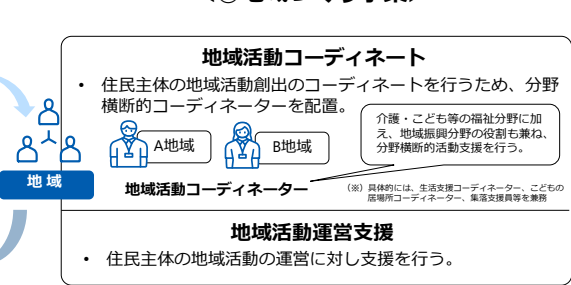 地域活動コーディネート
• 住民主体の地域活動創出のコーディネートを行うため、分野
横断的コーディネーターを配置。
介護・こども等の福祉分野に加
え、地域振興分野の役割も兼ね、
分野横断的活動支援を行う。
A地域
B地域
地域
地域活動コーディネーター
(※) 具体的には、生活支援コーディネーター、こどもの
居場所コーディネーター、集落支援員等を兼務
地域活動運営支援
• 住民主体の地域活動の運営に対し支援を行う。